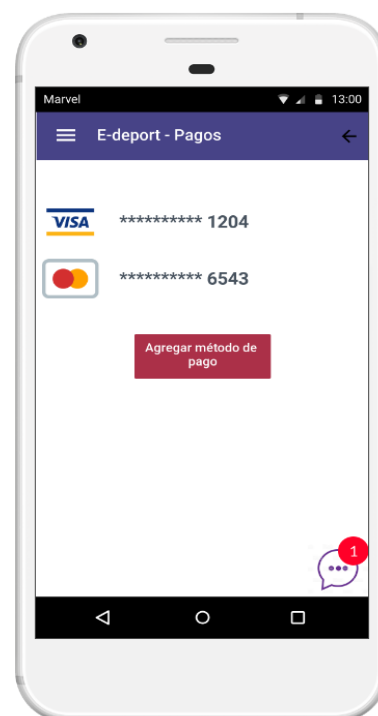 Marvel 13:00
E-deport - Pagos
VISA ********** 1204
********** 6543
Agregar método de
pago
1